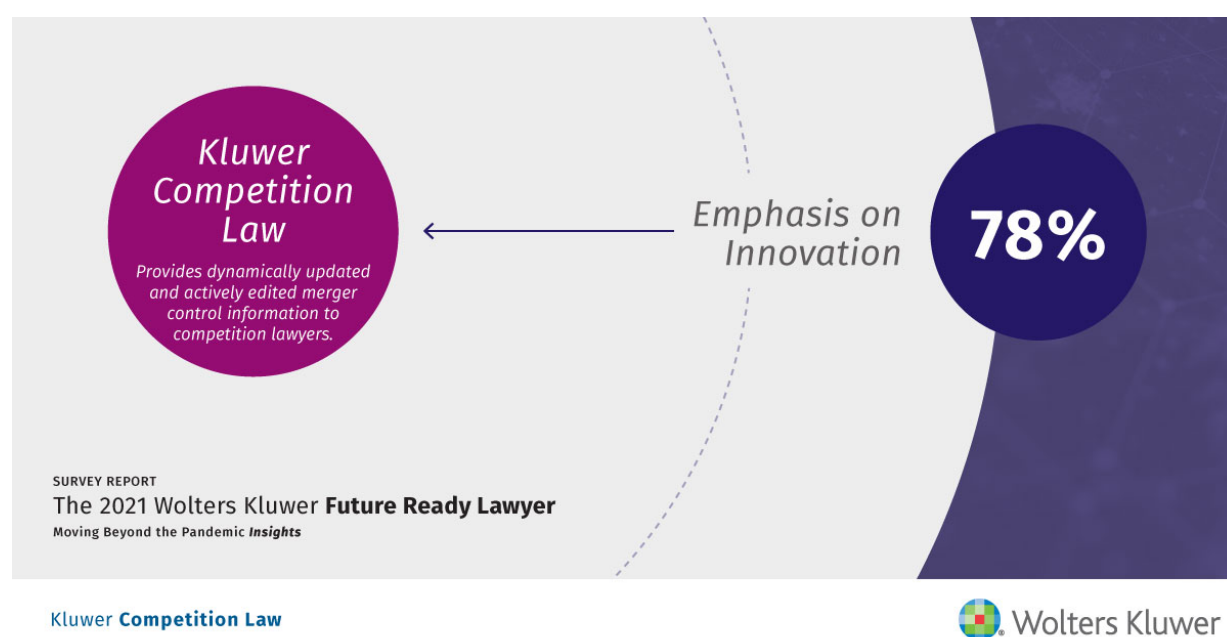 Kluwer
Competition
Law
Provides dynamically updated
and actively edited merger
control information to
competition lawyers.
Emphasis on
Innovation
78%
SURVEY REPORT
The 2021 Wolters Kluwer Future Ready Lawyer
Moving Beyond the Pandemic Insights
Kluwer Competition Law
Wolters Kluwer